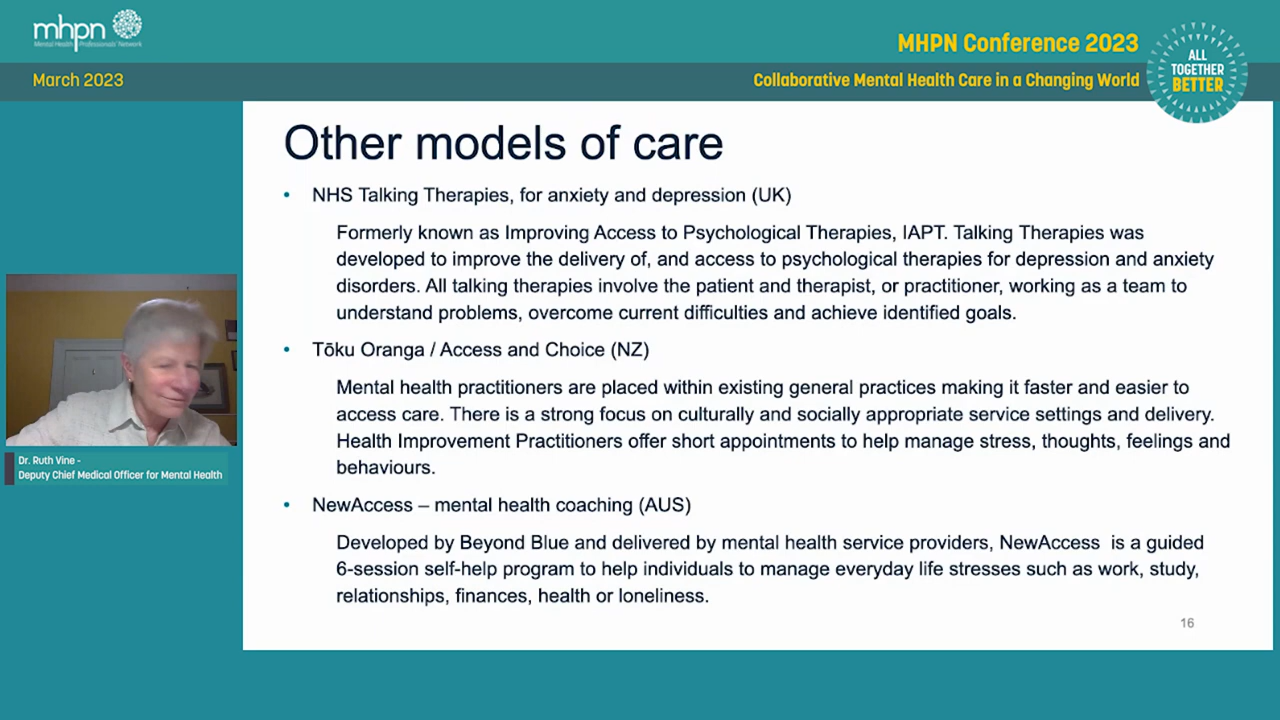 mhpn
Mental Health Professionals' Network
MHPN Conference 2023
March 2023
Collaborative Mental Health Care in a Changing World
ALL
TOGETHER
BETTER
Other models of care
• NHS Talking Therapies, for anxiety and depression (UK)
Formerly known as Improving Access to Psychological Therapies, IAPT. Talking Therapies was
developed to improve the delivery of, and access to psychological therapies for depression and anxiety
disorders. All talking therapies involve the patient and therapist, or practitioner, working as a team to
understand problems, overcome current difficulties and achieve identified goals.
• Tōku Oranga / Access and Choice (NZ)
Mental health practitioners are placed within existing general practices making it faster and easier to
access care. There is a strong focus on culturally and socially appropriate service settings and delivery.
Health Improvement Practitioners offer short appointments to help manage stress, thoughts, feelings and
behaviours.
• NewAccess – mental health coaching (AUS)
Developed by Beyond Blue and delivered by mental health service providers, NewAccess is a guided
6-session self-help program to help individuals to manage everyday life stresses such as work, study,
relationships, finances, health or loneliness.
16
Dr. Ruth Vine -
Deputy Chief Medical Officer for Mental Health